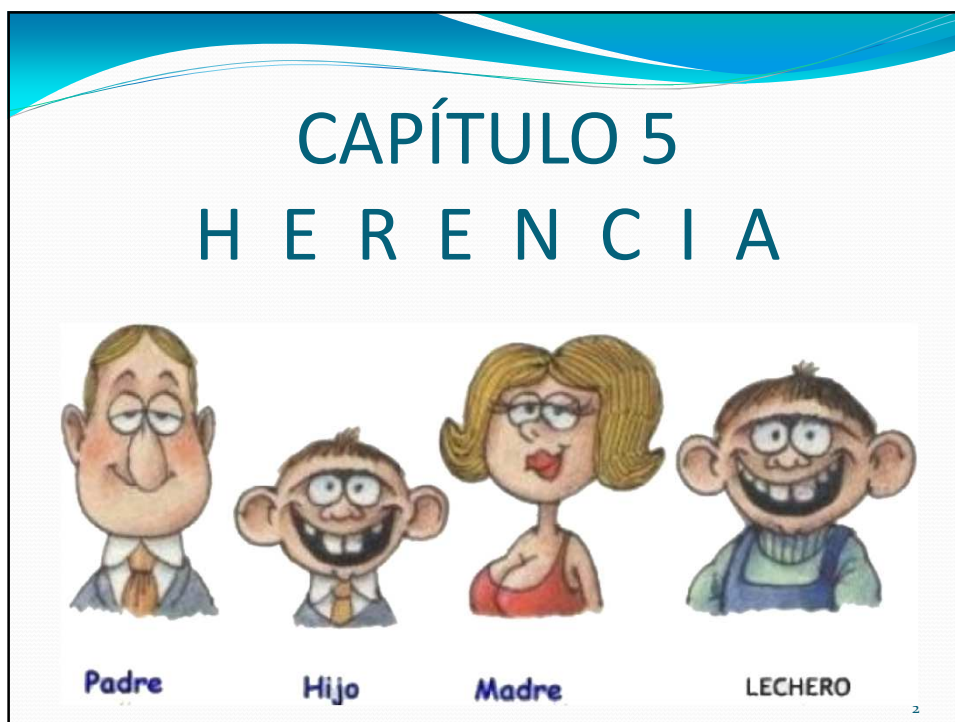 CAPÍTULO 5
H E R E N C I A
Padre
Hijo
Madre
LECHERO
2